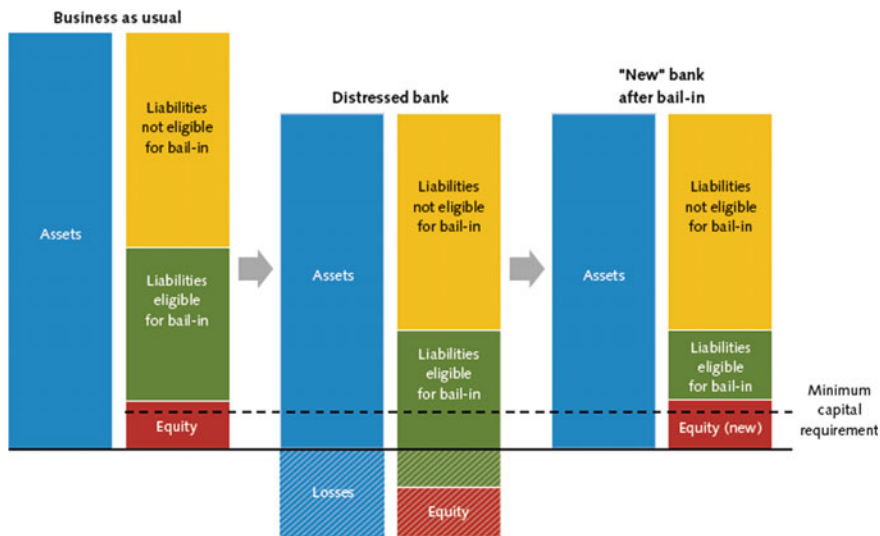 Business as usual
Assets
Liabilities
not eligible
for bail-in
Liabilities
eligible
for bail-in
Equity
Distressed bank
Assets
Losses
Liabilities
not eligible
for bail-in
Liabilities
eligible
for bail-in
Equity
"New" bank
after bail-in
Assets
Liabilities
not eligible
for bail-in
Liabilities
eligible
for bail-in
Equity (new)
Minimum
capital
requirement